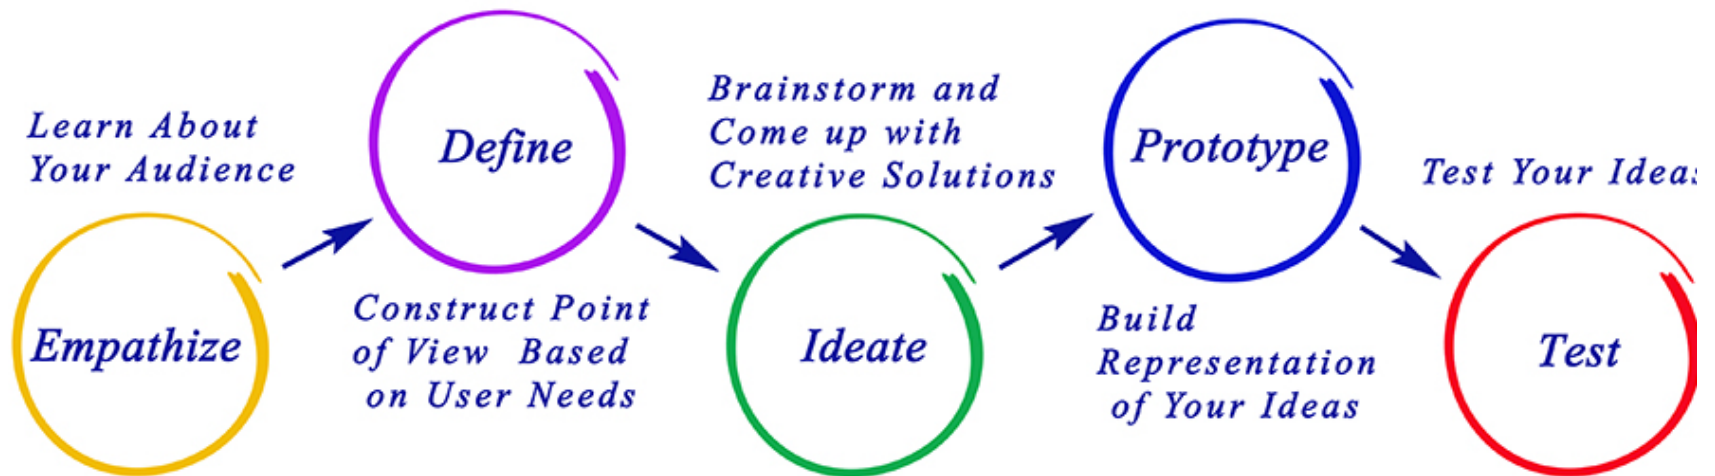 Learn About
Your Audience
Empathize
Define
Construct Point
of View Based
on User Needs
Brainstorm and
Come up with
Creative Solutions
Ideate
Prototype
Build
Representation
of Your Ideas
Test Your Ideas
Test